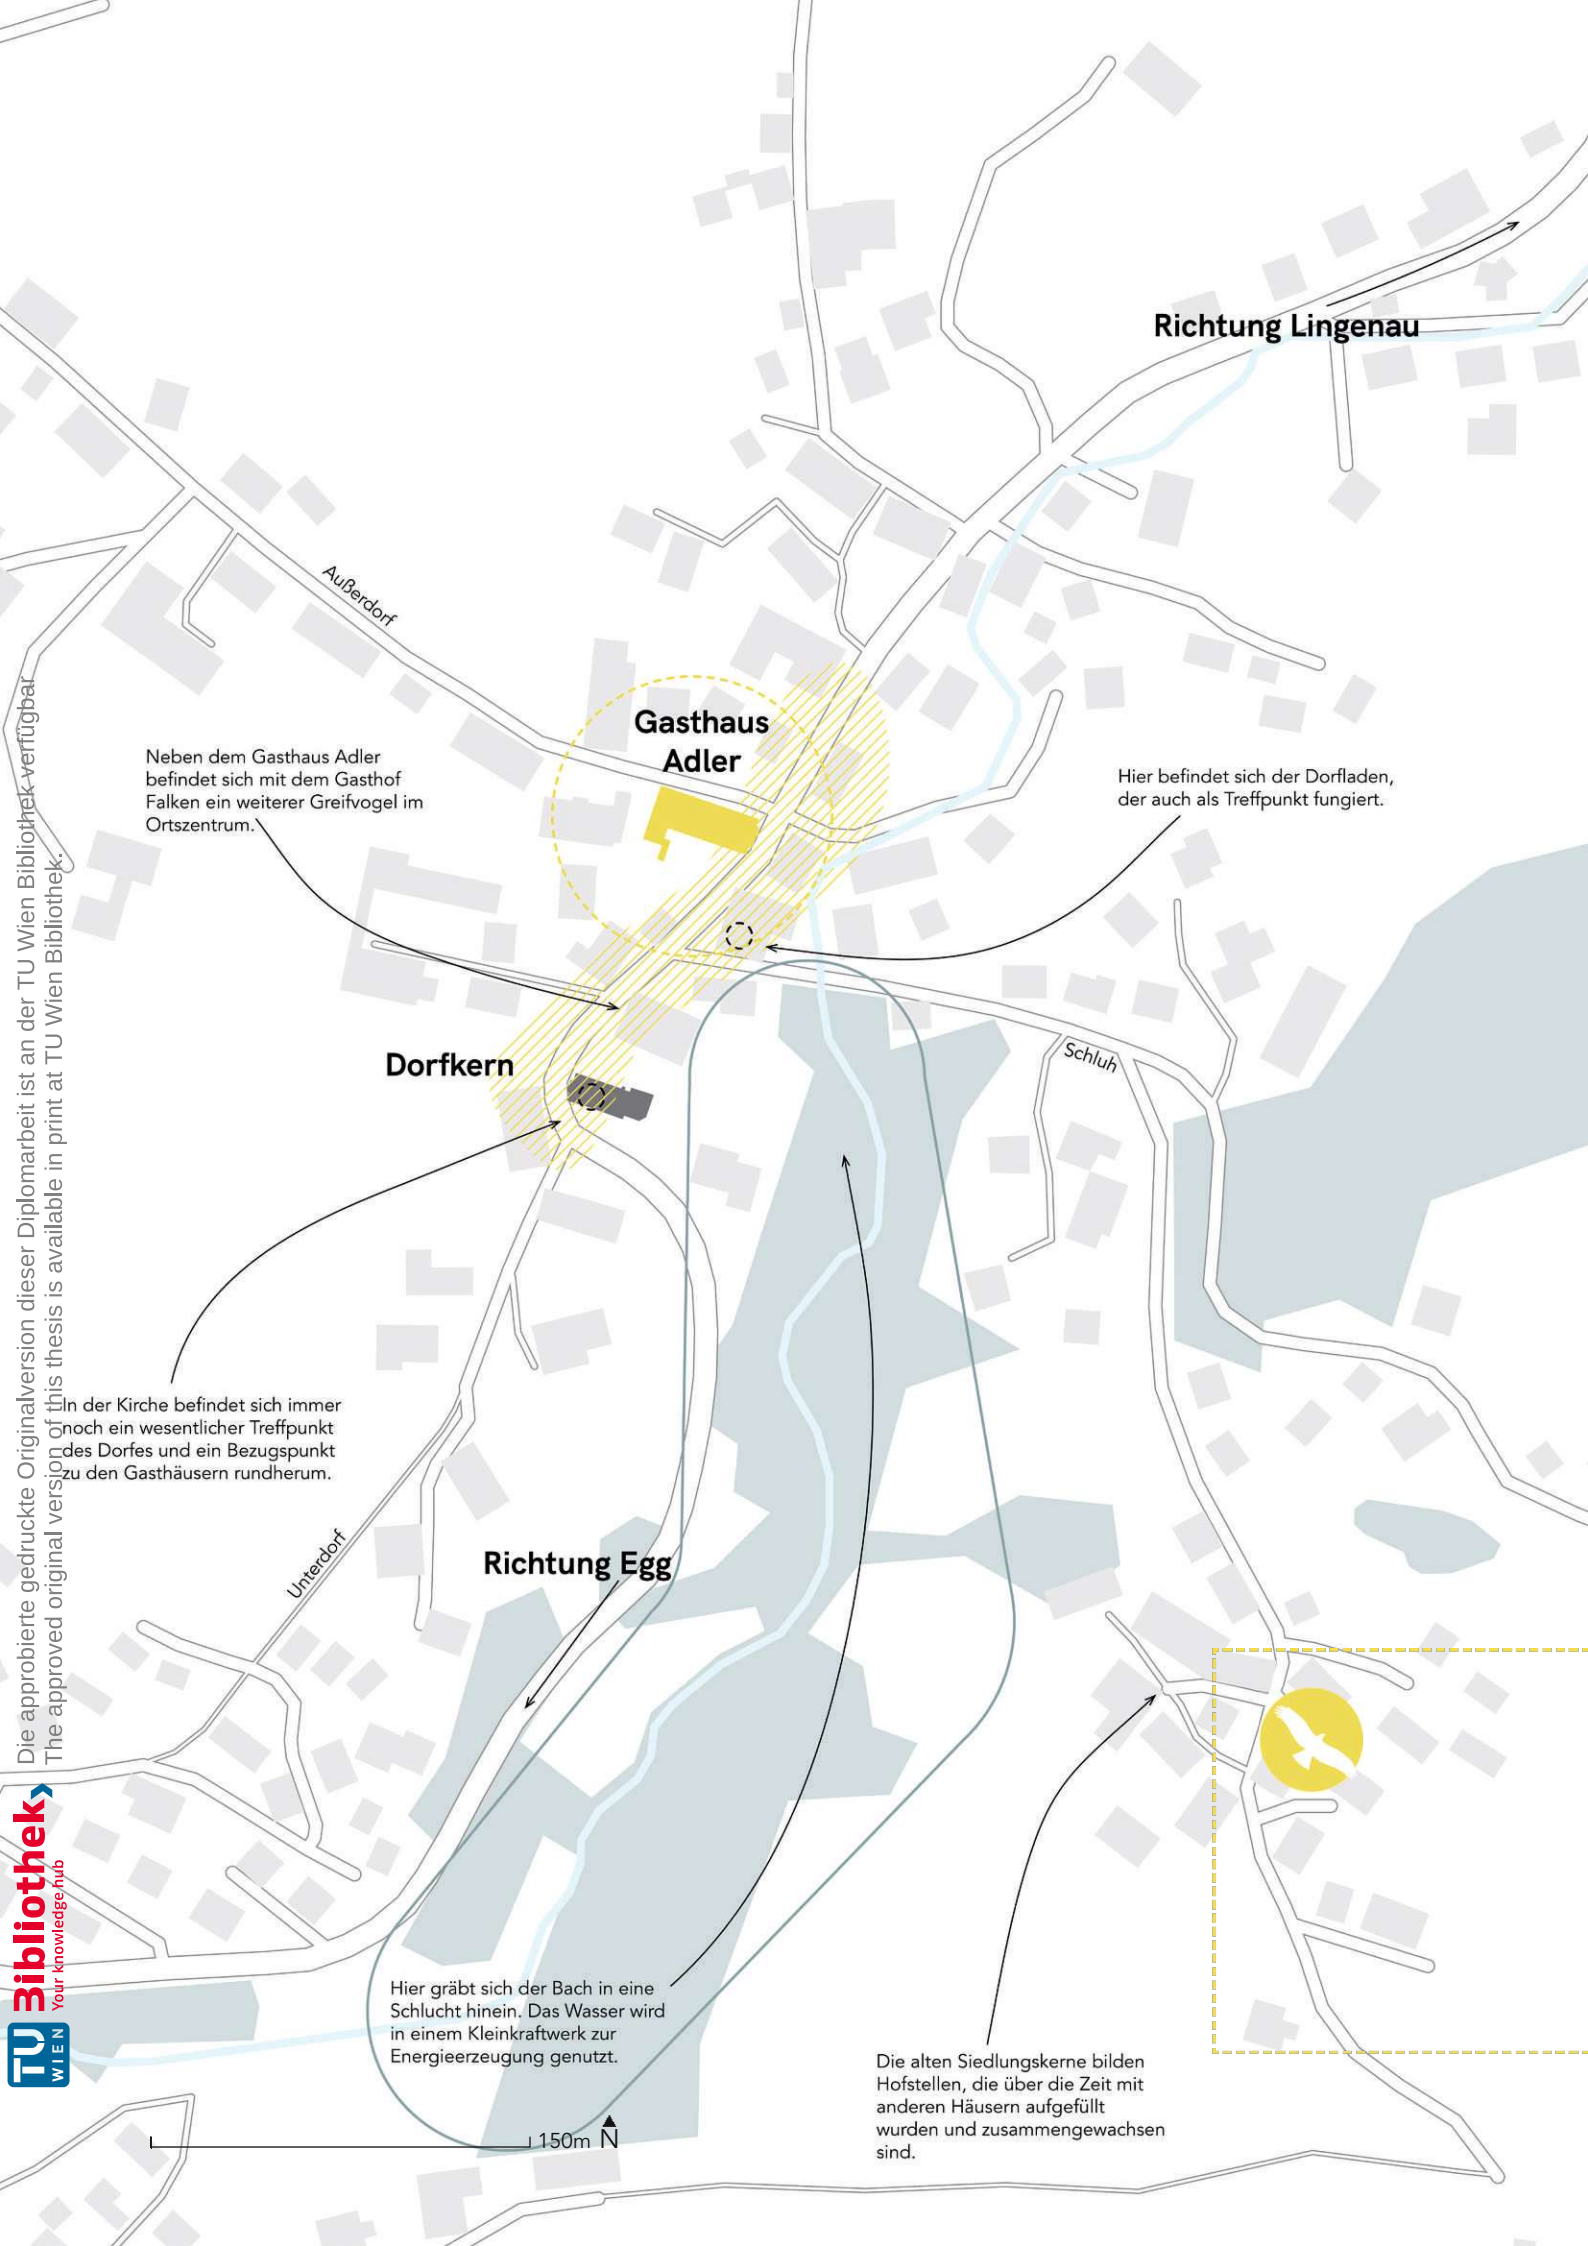 Richtung Lingenau
Außerdorf
Gasthaus
Adler
Neben dem Gasthaus Adler
befindet sich mit dem Gasthof
Falken ein weiterer Greifvogel im
Ortszentrum.
Hier befindet sich der Dorfladen,
der auch als Treffpunkt fungiert.
Dorfkern
Schluh
In der Kirche befindet sich immer
noch ein wesentlicher Treffpunkt
des Dorfes und ein Bezugspunkt
zu den Gasthäusern rundherum.
Unterdorf
Richtung Egg
Hier gräbt sich der Bach in eine
Schlucht hinein. Das Wasser wird
in einem Kleinkraftwerk zur
Energieerzeugung genutzt.
Die alten Siedlungskerne bilden
Hofstellen, die über die Zeit mit
anderen Häusern aufgefüllt
wurden und zusammengewachsen
sind.
150m N
Die approbierte gedruckte Originalversion dieser Diplomarbeit ist an der TU Wien Bibliothek verfügbar
The approved original version of this thesis is available in print at TU Wien Bibliothek.
TU WIEN Bibliothek
Your knowledge hub